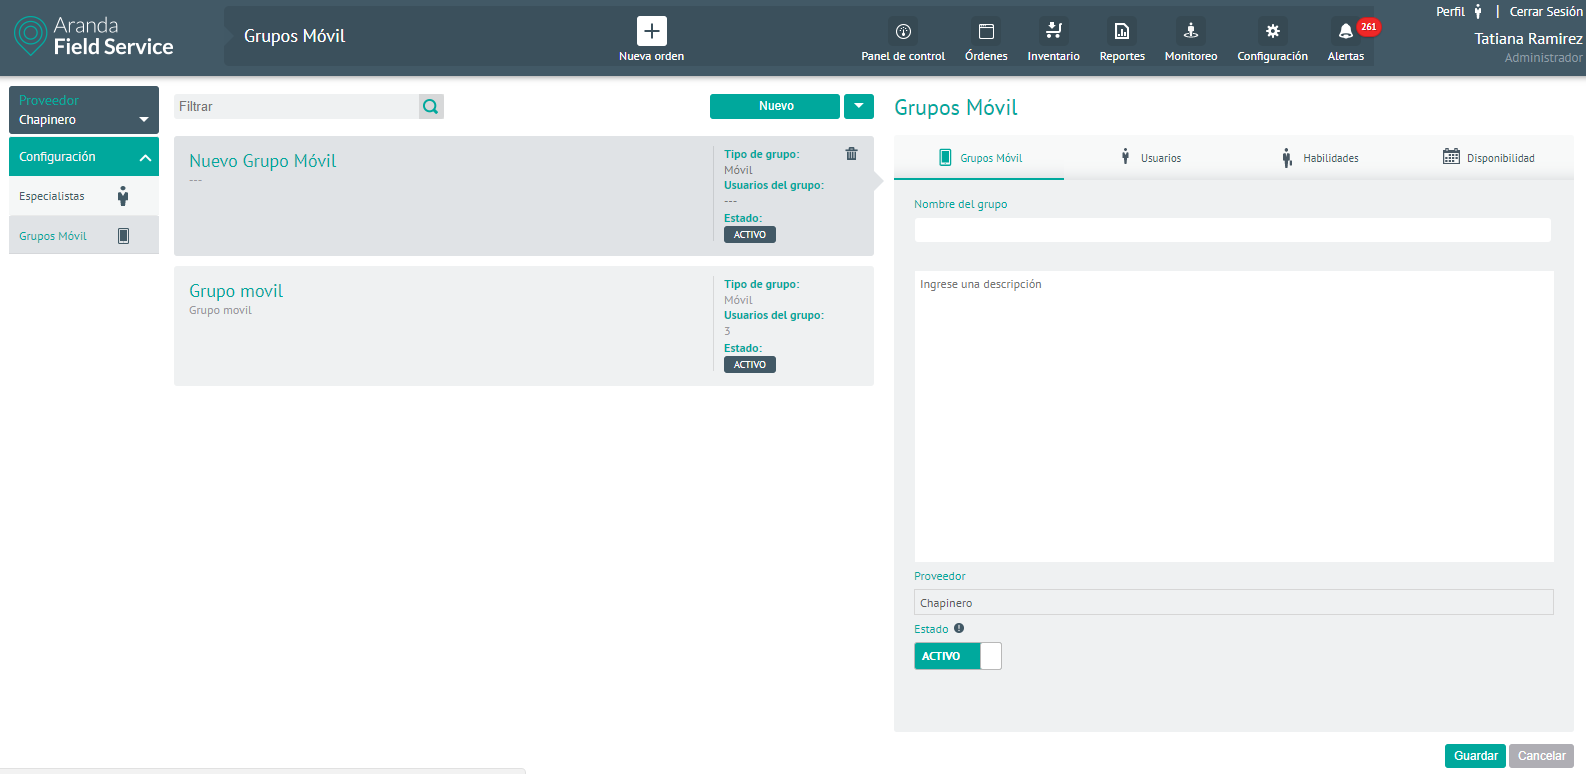 Aranda
Field Service
Grupos Móvil
Nueva orden
Panel de control
Órdenes
Inventario
Reportes
Monitoreo
Configuración
Alertas
261
Perfil | Cerrar Sesión
Tatiana Ramirez
Administrador
Proveedor
Chapinero
Configuración
Especialistas
Grupos Móvil
Filtrar
Nuevo
Nuevo Grupo Móvil
---
Tipo de grupo:
Móvil
Usuarios del grupo:
---
Estado:
ACTIVO
Grupo movil
Grupo movil
Tipo de grupo:
Móvil
Usuarios del grupo:
3
Estado:
ACTIVO
Grupos Móvil
Grupos Móvil
Usuarios
Habilidades
Disponibilidad
Nombre del grupo
Ingrese una descripción
Proveedor
Chapinero
Estado
ACTIVO
Guardar
Cancelar